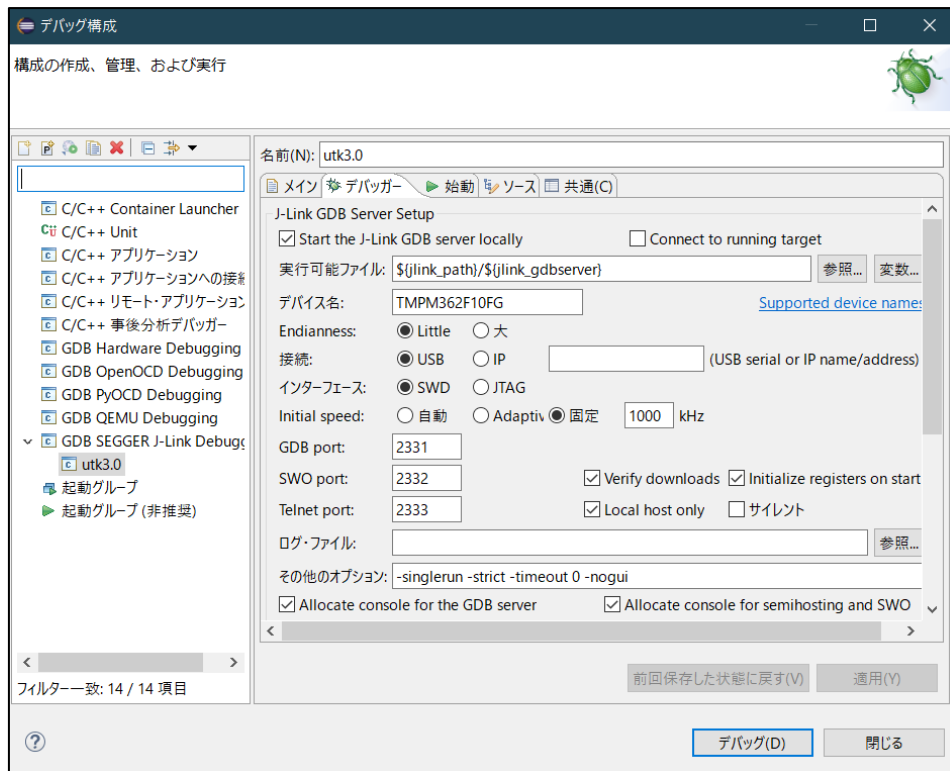 デバッグ構成
構成の作成、管理、および実行
C/C++ Container Launcher
C/C++ Unit
C/C++ アプリケーション
C/C++ アプリケーションへの接続
C/C++ リモート・アプリケーション
C/C++ 事後分析デバッガー
GDB Hardware Debugging
GDB OpenOCD Debugging
GDB PyOCD Debugging
GDB QEMU Debugging
GDB SEGGER J-Link Debugg
utk3.0
起動グループ
起動グループ (非推奨)
フィルター一致: 14 / 14 項目
名前(N): utk3.0
メイン デバッガー 始動 ソース 共通(C)
J-Link GDB Server Setup
Start the J-Link GDB server locally Connect to running target
実行可能ファイル: ${jlink_path}/${jlink_gdbserver} 参照... 変数...
デバイス名: TMPM362F10FG Supported device names
Endianness: Little 大
接続: USB IP (USB serial or IP name/address)
インターフェース: SWD JTAG
Initial speed: 自動 Adaptiv 固定 1000 kHz
GDB port: 2331
SWO port: 2332 Verify downloads Initialize registers on start
Telnet port: 2333 Local host only サイレント
ログ・ファイル: 参照...
その他のオプション: -singlerun -strict -timeout 0 -nogui
Allocate console for the GDB server Allocate console for semihosting and SWO
前回保存した状態に戻す(V) 適用(Y)
デバッグ(D) 閉じる